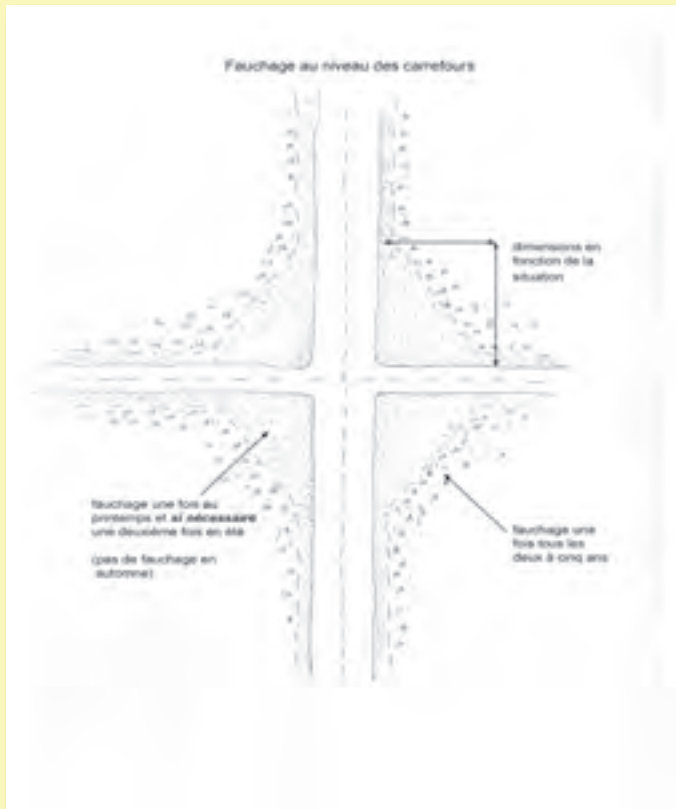 Fauchage au niveau des carrefours
dimensions en
fonction de la
situation
fauchage une fois au
printemps et si nécessaire
une deuxième fois en été
(pas de fauchage en
automne)
fauchage une
fois tous les
deux à cinq ans